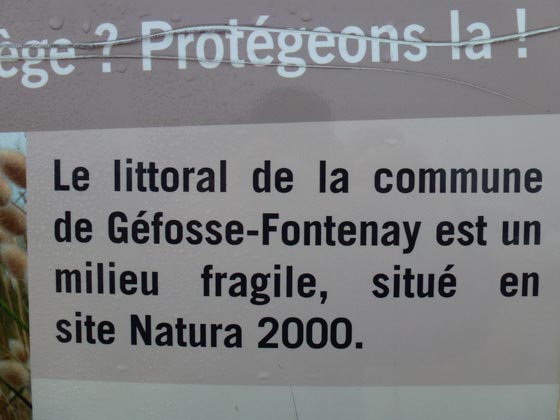 ? Protégeons la !
Le littoral de la commune
de Géfosse-Fontenay est un
milieu fragile, situé en
site Natura 2000.